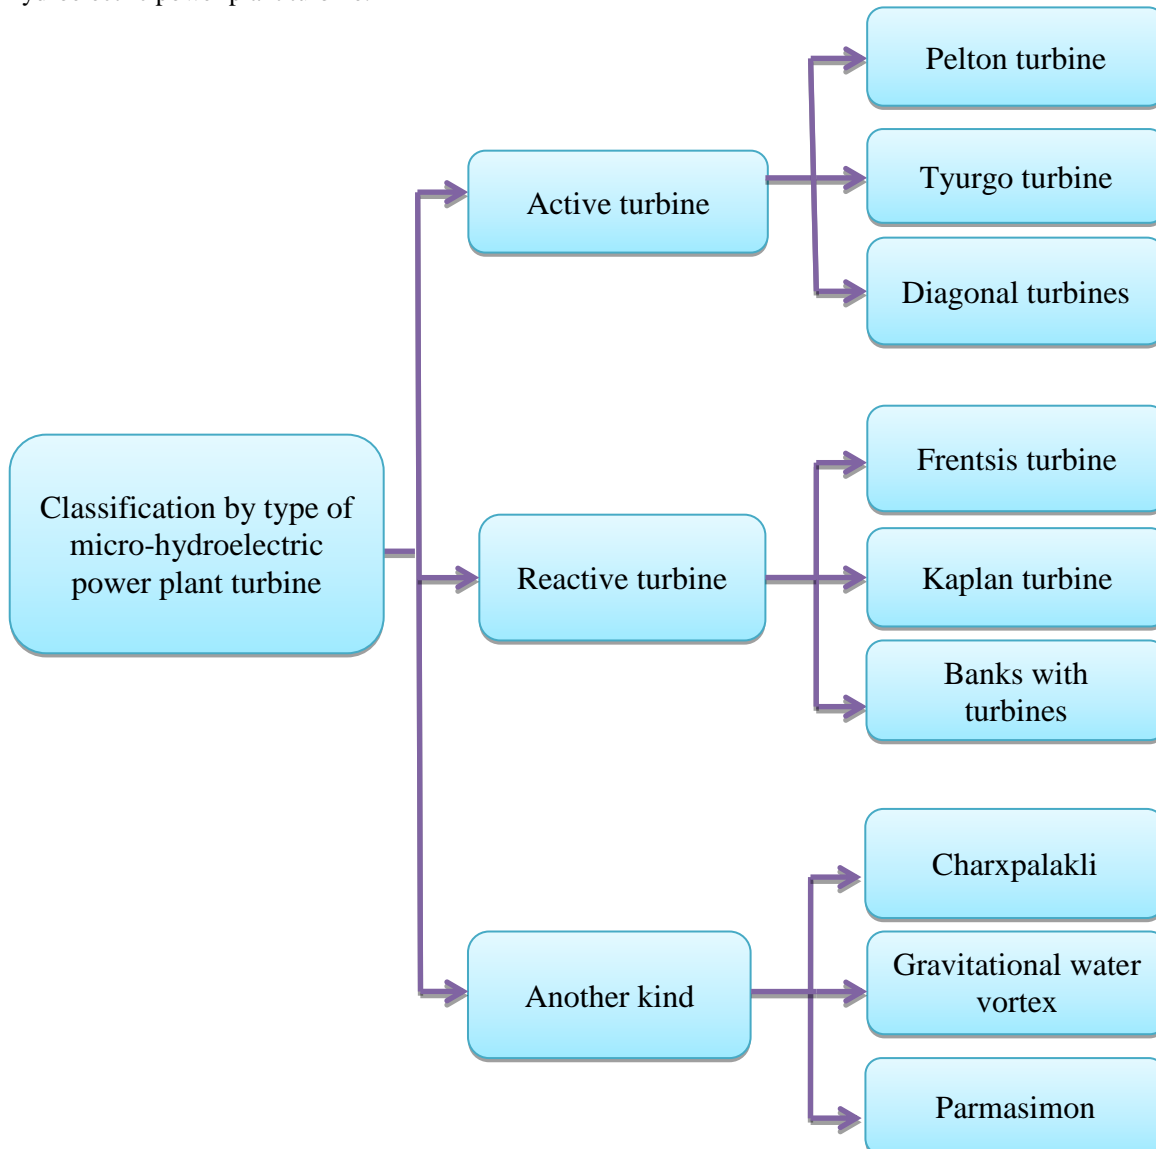 Pelton turbine
Tyurgo turbine
Active turbine
Diagonal turbines
Frentsis turbine
Classification by type of
micro-hydroelectric
power plant turbine
Reactive turbine
Kaplan turbine
Banks with
turbines
Charxpalakli
Another kind
Gravitational water
vortex
Parmasimon